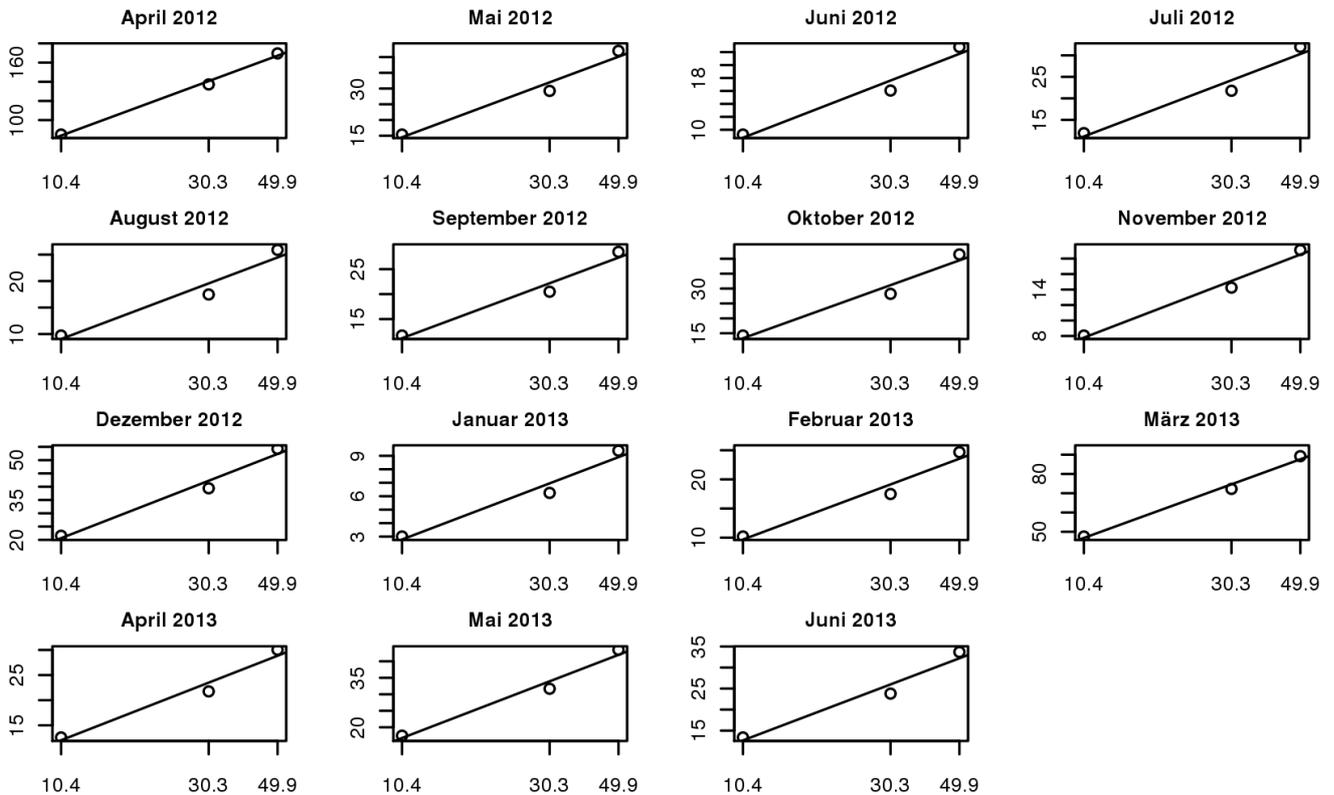 April 2012
Mai 2012
Juni 2012
Juli 2012
100 160
15 30
10 18
15 25
10.4 30.3 49.9
10.4 30.3 49.9
10.4 30.3 49.9
10.4 30.3 49.9
August 2012
September 2012
Oktober 2012
November 2012
10 20
15 25
15 30
8 14
10.4 30.3 49.9
10.4 30.3 49.9
10.4 30.3 49.9
10.4 30.3 49.9
Dezember 2012
Januar 2013
Februar 2013
März 2013
20 35 50
3 6 9
10 20
50 80
10.4 30.3 49.9
10.4 30.3 49.9
10.4 30.3 49.9
10.4 30.3 49.9
April 2013
Mai 2013
Juni 2013
15 25
20 35
15 25 35
10.4 30.3 49.9
10.4 30.3 49.9
10.4 30.3 49.9